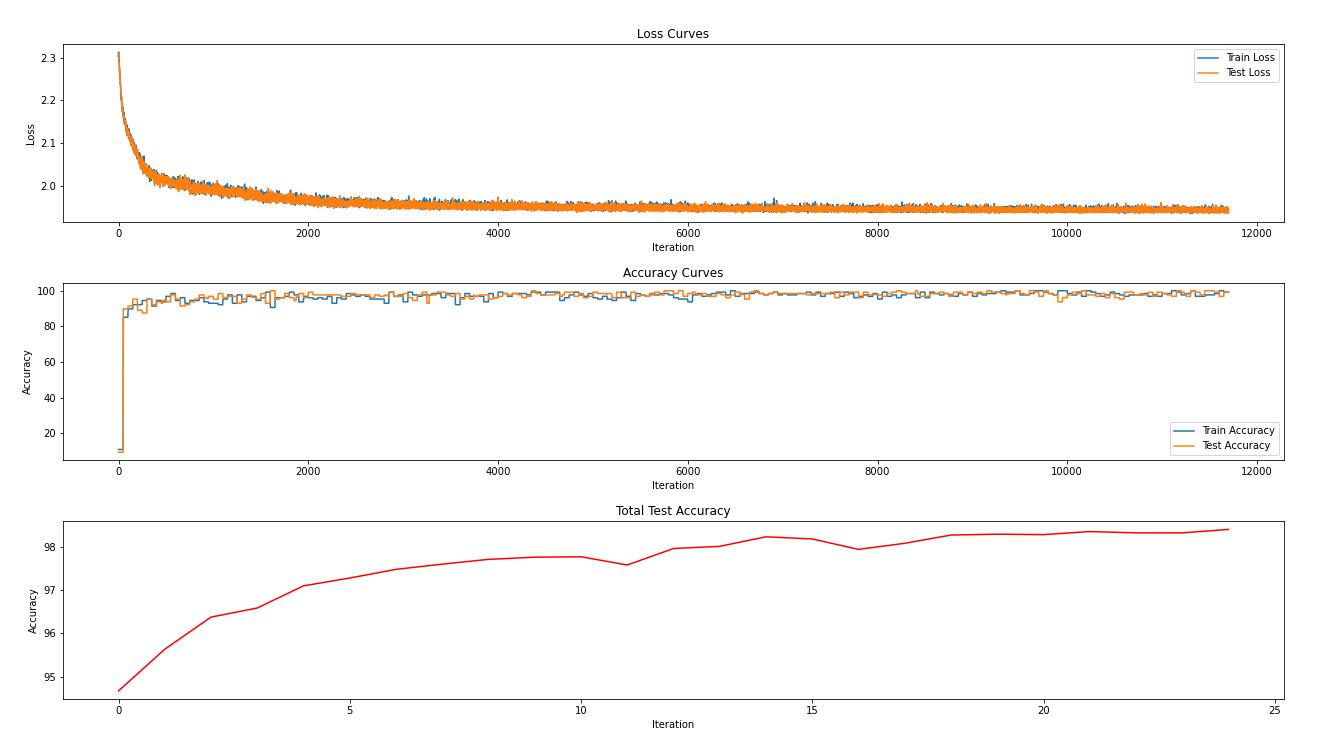 Loss Curves
2.3
2.2
2.1
2.0
Loss
Train Loss
Test Loss
0 2000 4000 6000 8000 10000 12000
Iteration
Accuracy Curves
100
80
60
40
20
Accuracy
Train Accuracy
Test Accuracy
0 2000 4000 6000 8000 10000 12000
Iteration
Total Test Accuracy
98
97
96
95
Accuracy
0 5 10 15 20 25
Iteration